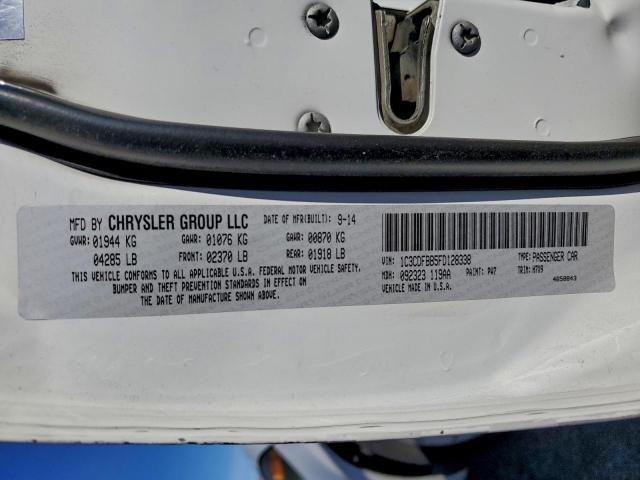 MFD BY CHRYSLER GROUP LLC DATE OF MFR(BUILT): 9-14
GVWR: 01944 KG GAWR: 01076 KG GAWR: 00870 KG
04285 LB FRONT: 02370 LB REAR: 01918 LB
THIS VEHICLE CONFORMS TO ALL APPLICABLE U.S.A. FEDERAL MOTOR VEHICLE SAFETY,
BUMPER AND THEFT PREVENTION STANDARDS IN EFFECT ON
THE DATE OF MANUFACTURE SHOWN ABOVE.
VIN: 1C3CDFBB5FD128338 TYPE: PASSENGER CAR
MDH: 092323 119AA PAINT: PW7 TRIM: M7D9
VEHICLE MADE IN U.S.A. 4858843